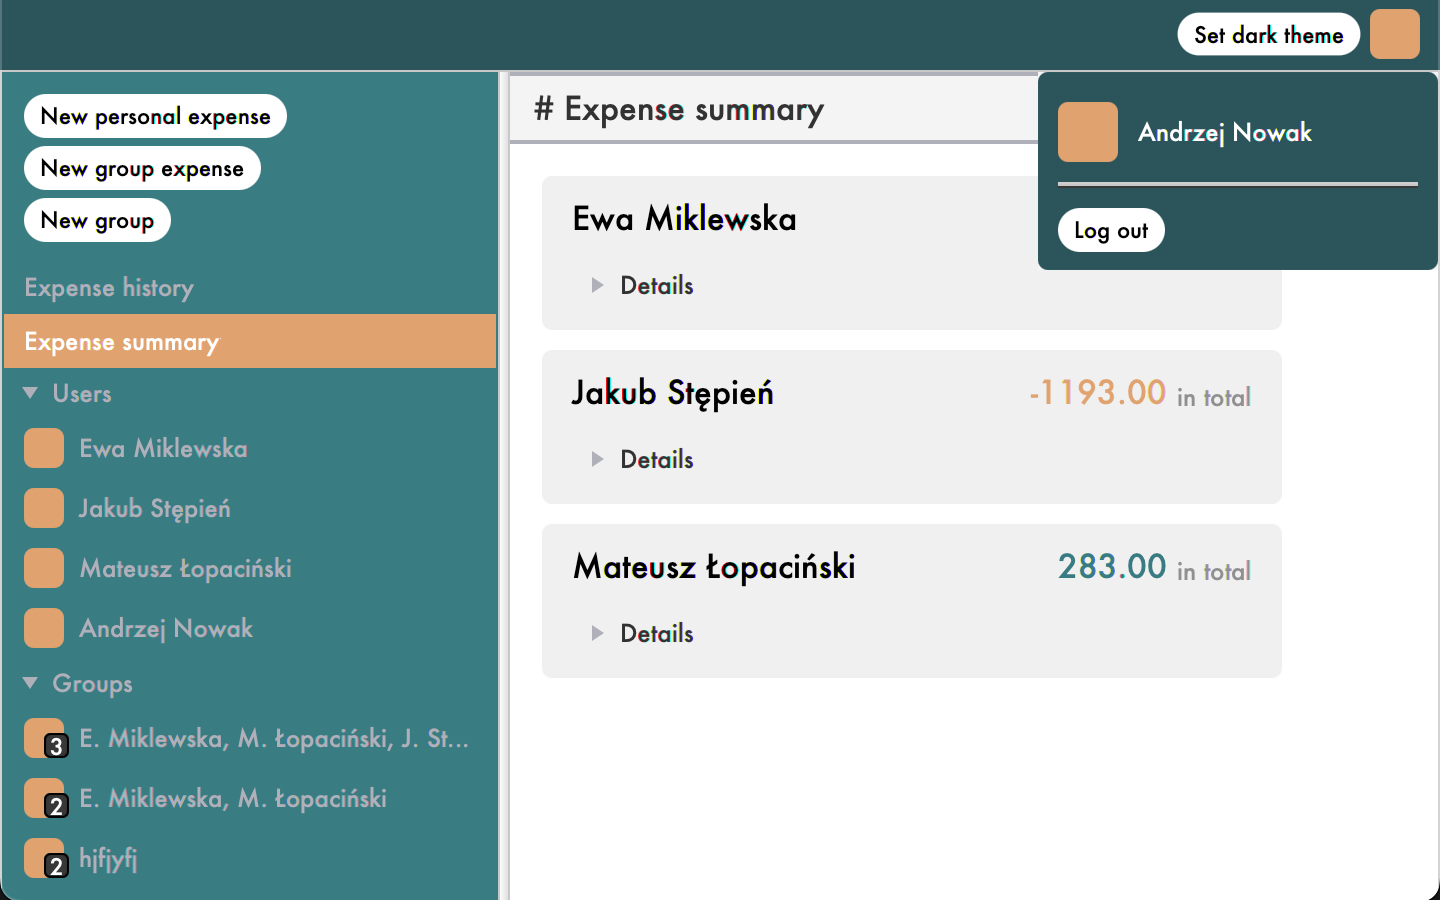 Set dark theme
New personal expense
New group expense
New group
Expense history
Expense summary
Users
Ewa Miklewska
Jakub Stępień
Mateusz Łopaciński
Andrzej Nowak
Groups
3 E. Miklewska, M. Łopaciński, J. St...
2 E. Miklewska, M. Łopaciński
2 hjfjyfj
# Expense summary
Ewa Miklewska
Details
Jakub Stępień -1193.00 in total
Details
Mateusz Łopaciński 283.00 in total
Details
Andrzej Nowak
Log out